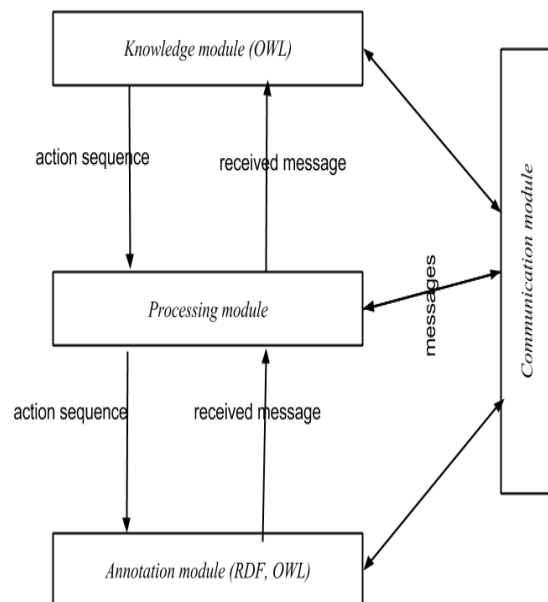 Knowledge module (OWL)
action sequence
received message
Processing module
messages
Communication module
action sequence
received message
Annotation module (RDF, OWL)